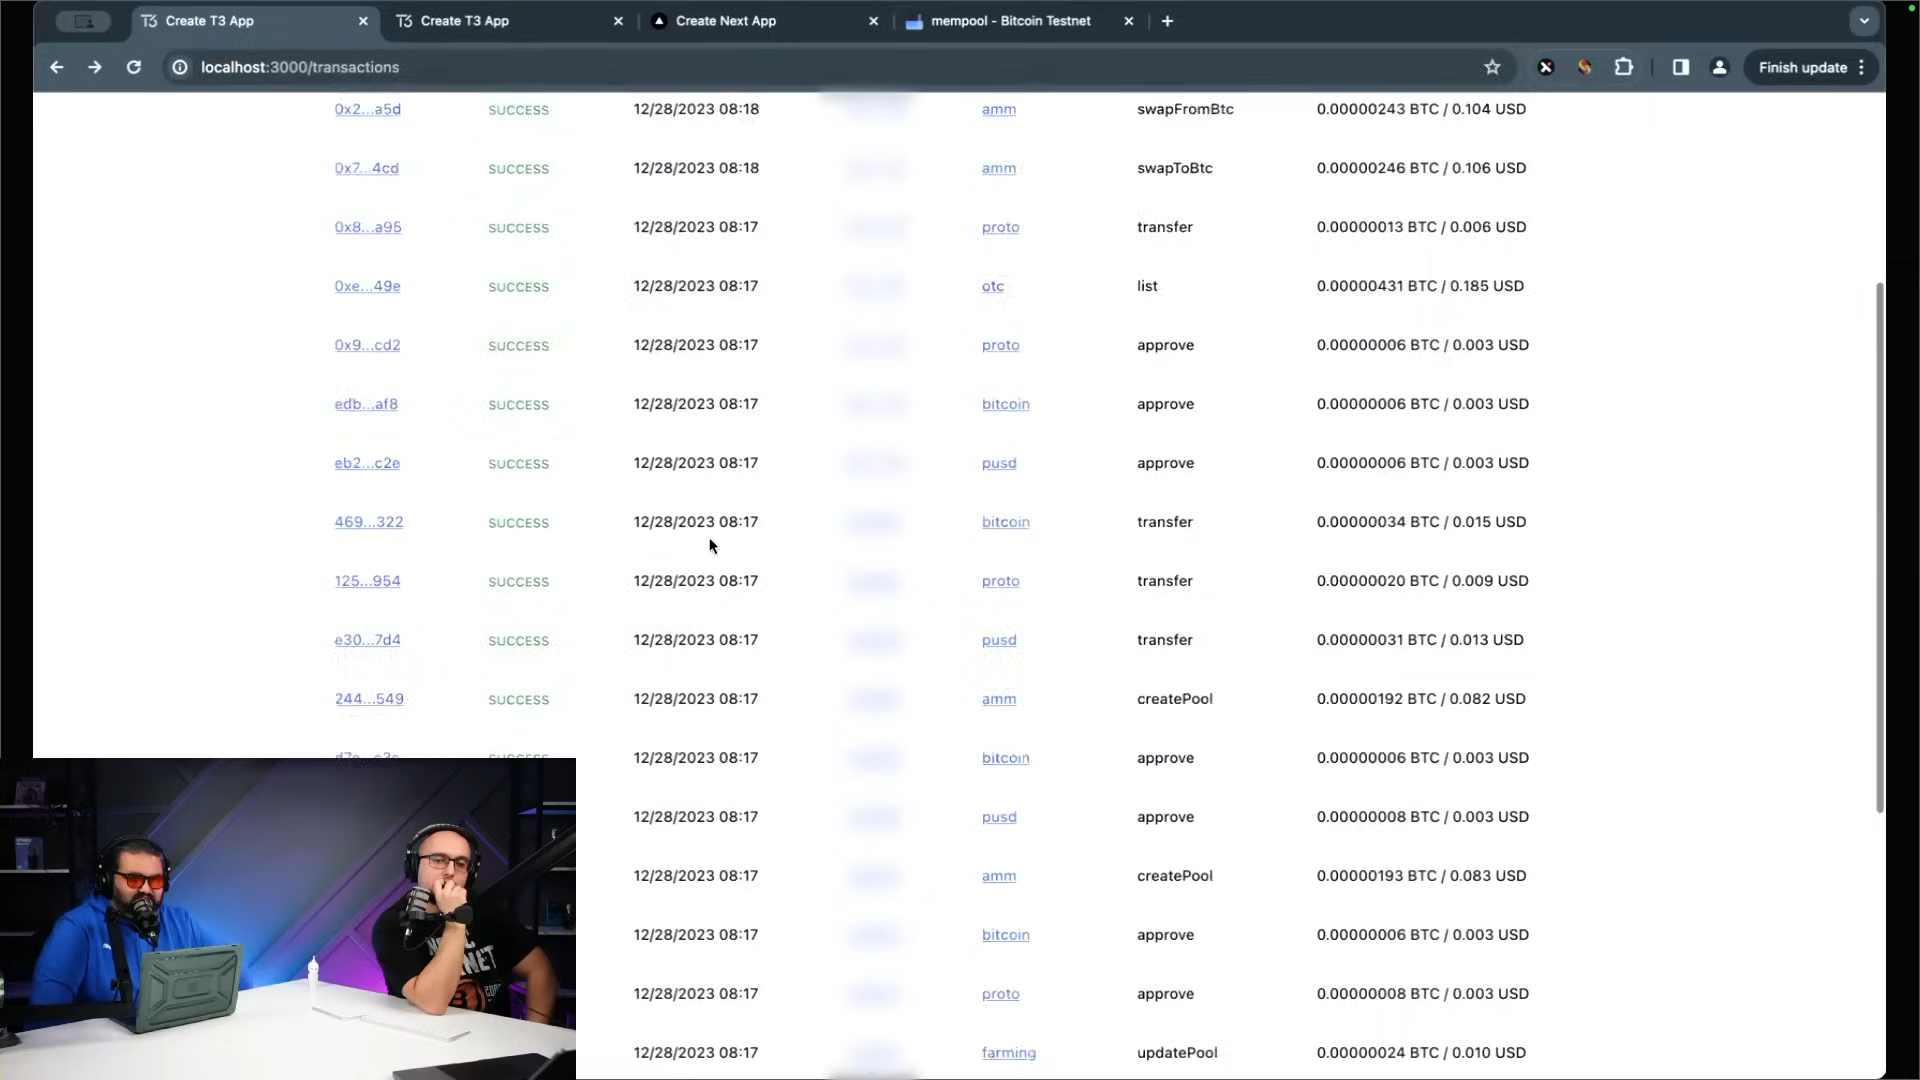 Create T3 App
Create T3 App
Create Next App
mempool - Bitcoin Testnet
localhost:3000/transactions
Finish update
0x2...a5d SUCCESS 12/28/2023 08:18 amm swapFromBtc 0.00000243 BTC / 0.104 USD
0x7...4cd SUCCESS 12/28/2023 08:18 amm swapToBtc 0.00000246 BTC / 0.106 USD
0x8...a95 SUCCESS 12/28/2023 08:17 proto transfer 0.00000013 BTC / 0.006 USD
0xe...49e SUCCESS 12/28/2023 08:17 otc list 0.00000431 BTC / 0.185 USD
0x9...cd2 SUCCESS 12/28/2023 08:17 proto approve 0.00000006 BTC / 0.003 USD
edb...af8 SUCCESS 12/28/2023 08:17 bitcoin approve 0.00000006 BTC / 0.003 USD
eb2...c2e SUCCESS 12/28/2023 08:17 pusd approve 0.00000006 BTC / 0.003 USD
469...322 SUCCESS 12/28/2023 08:17 bitcoin transfer 0.00000034 BTC / 0.015 USD
125...954 SUCCESS 12/28/2023 08:17 proto transfer 0.00000020 BTC / 0.009 USD
e30...7d4 SUCCESS 12/28/2023 08:17 pusd transfer 0.00000031 BTC / 0.013 USD
244...549 SUCCESS 12/28/2023 08:17 amm createPool 0.00000192 BTC / 0.082 USD
12/28/2023 08:17 bitcoin approve 0.00000006 BTC / 0.003 USD
12/28/2023 08:17 pusd approve 0.00000008 BTC / 0.003 USD
12/28/2023 08:17 amm createPool 0.00000193 BTC / 0.083 USD
12/28/2023 08:17 bitcoin approve 0.00000006 BTC / 0.003 USD
12/28/2023 08:17 proto approve 0.00000008 BTC / 0.003 USD
12/28/2023 08:17 farming updatePool 0.00000024 BTC / 0.010 USD